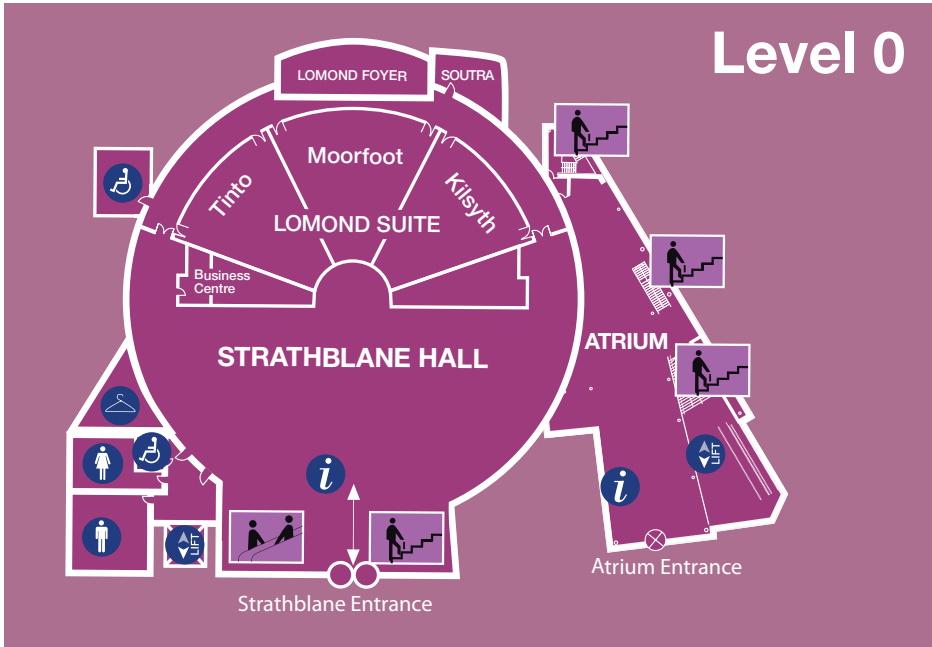 Level 0
LOMOND FOYER
SOUTRA
Moorfoot
Tinto
Kilsyth
LOMOND SUITE
Business
Centre
STRATHBLANE HALL
ATRIUM
LIFT
i
i
LIFT
Atrium Entrance
Strathblane Entrance